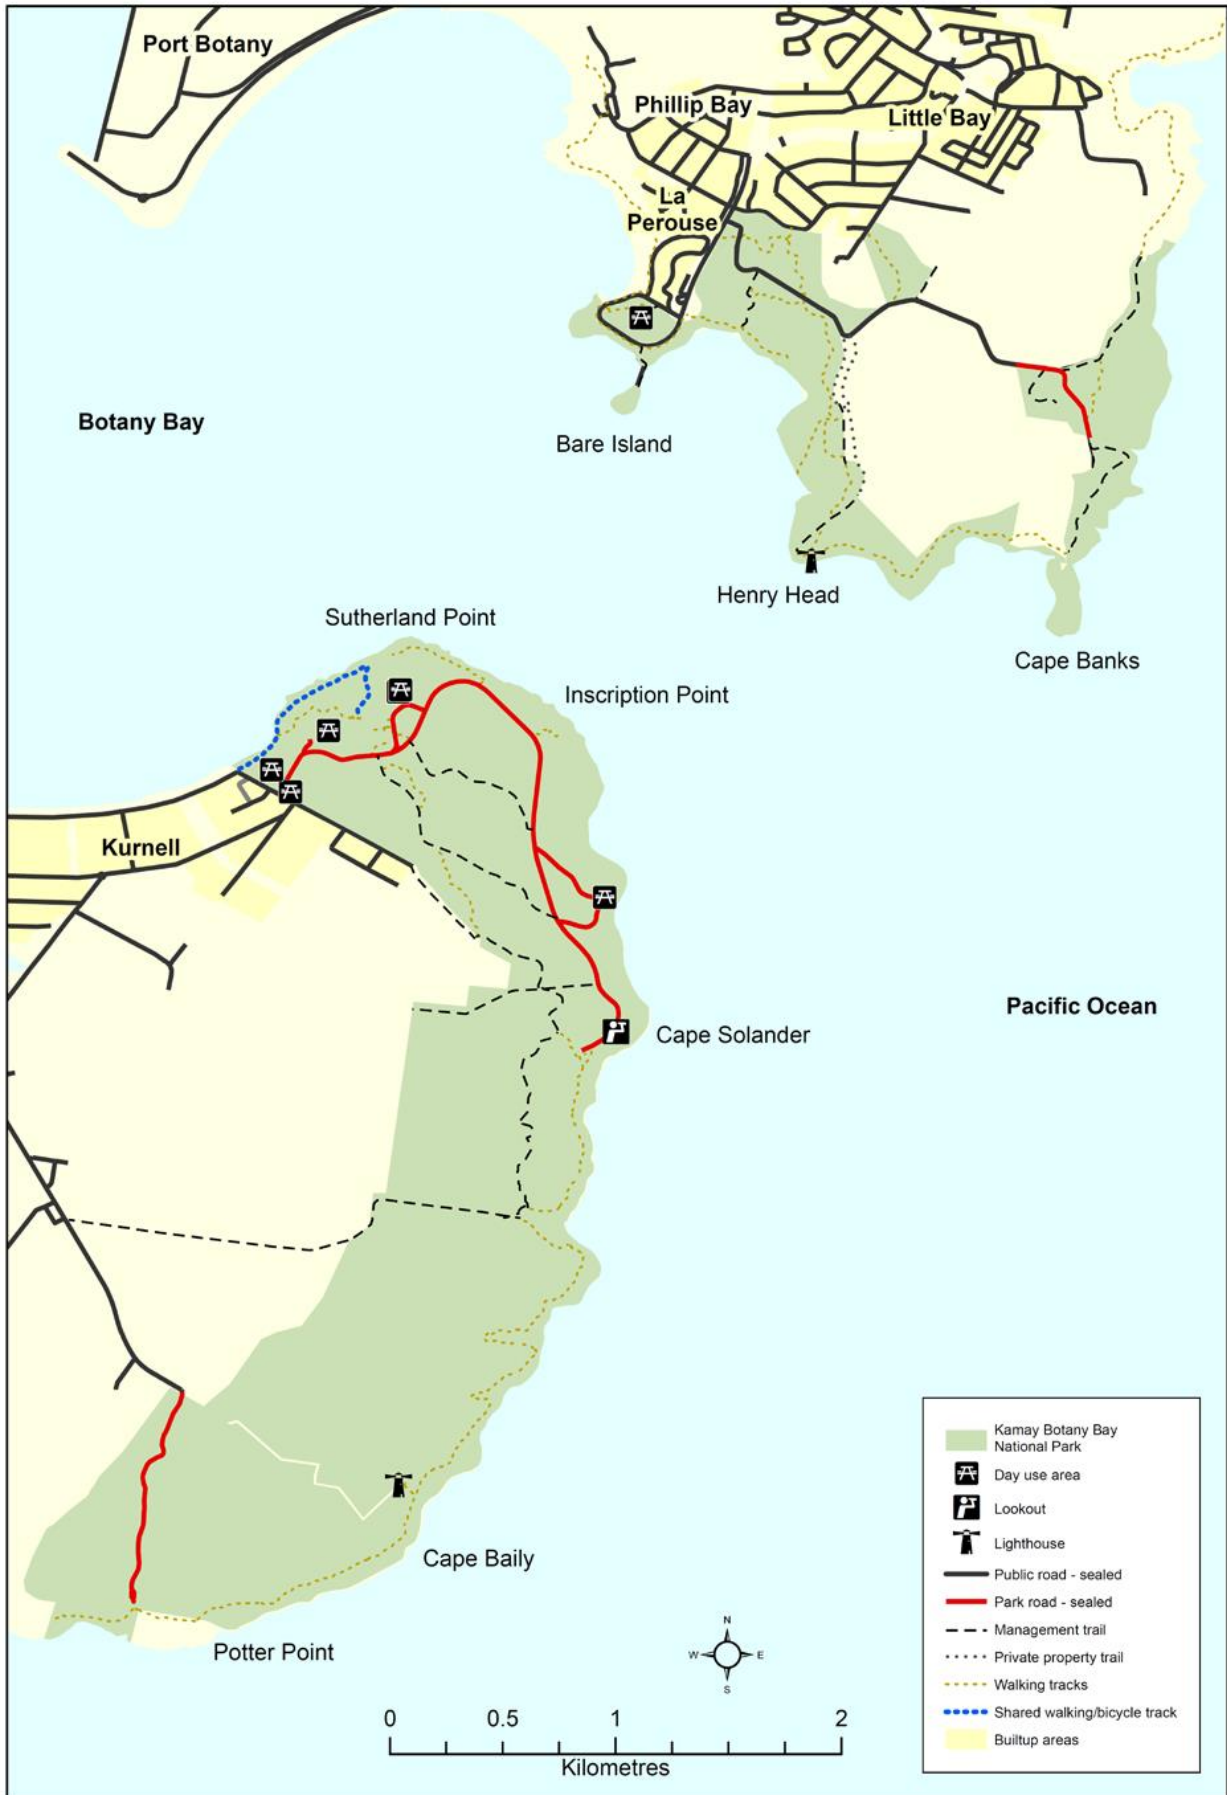 Port Botany
Phillip Bay
Little Bay
La
Perouse
Botany Bay
Bare Island
Henry Head
Sutherland Point
Cape Banks
Inscription Point
Kurnell
Pacific Ocean
Cape Solander
Cape Baily
Potter Point
N
W
E
S
0 0.5 1 2
Kilometres
Kamay Botany Bay
National Park
Day use area
Lookout
Lighthouse
Public road - sealed
Park road - sealed
Management trail
Private property trail
Walking tracks
Shared walking/bicycle track
Builtup areas